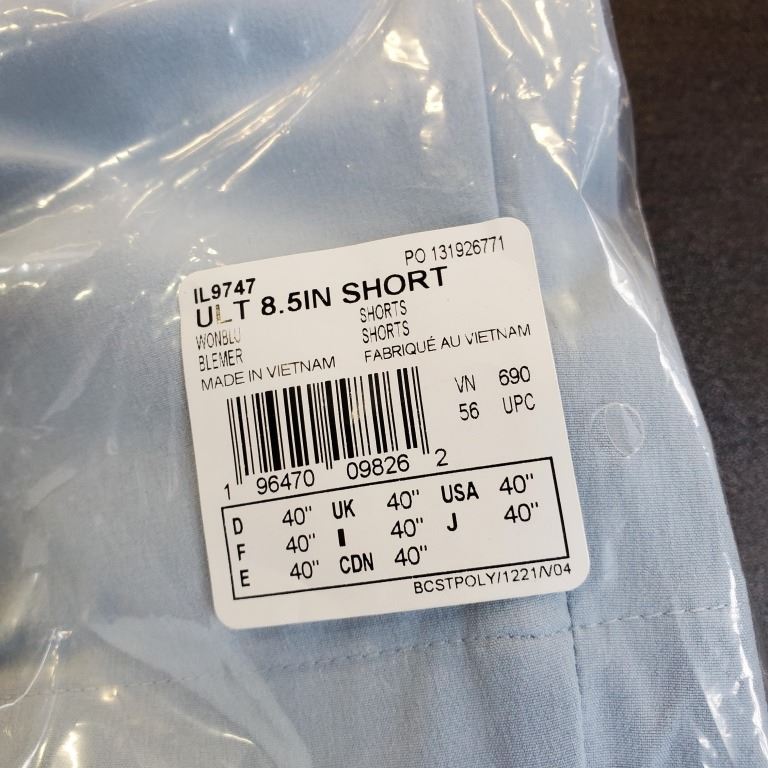 PO 131926771
IL9747
ULT 8.5IN SHORT
WONBLU SHORTS
BLEMER SHORTS
MADE IN VIETNAM FABRIQUÉ AU VIETNAM
VN 690
56 UPC
1 96470 09826 2
D 40" UK 40" USA 40"
F 40" I 40" J 40"
E 40" CDN 40"
BCSTPOLY/1221/V04